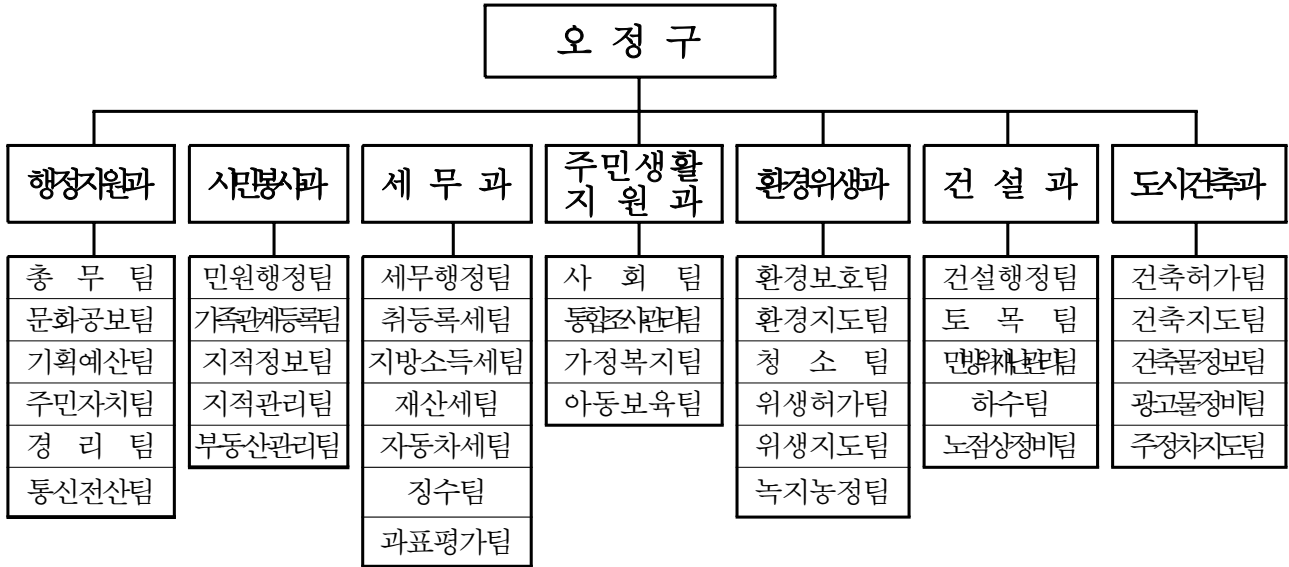 오 정 구
행정지원과
시민봉사과
세 무 과
주민생활
지 원 과
환경위생과
건 설 과
도시건축과
총 무 팀
문화공보팀
기획예산팀
주민자치팀
경 리 팀
통신전산팀
민원행정팀
가족관계등록팀
지적정보팀
지적관리팀
부동산관리팀
세무행정팀
취등록세팀
지방소득세팀
재산세팀
자동차세팀
징수팀
과표평가팀
사 회 팀
통합조사관리팀
가정복지팀
아동보육팀
환경보호팀
환경지도팀
청 소 팀
위생허가팀
위생지도팀
녹지농정팀
건설행정팀
토 목 팀
민방위재난관리팀
하수팀
노점상정비팀
건축허가팀
건축지도팀
건축물정보팀
광고물정비팀
주정차지도팀